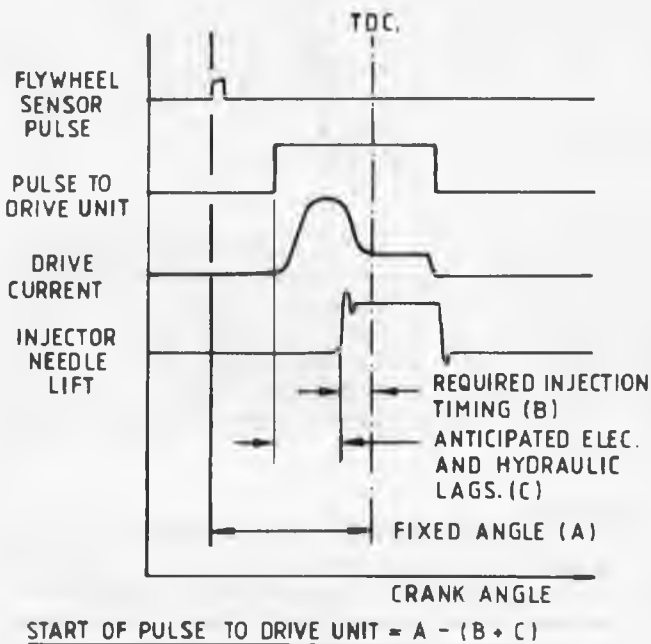 TDC.
FLYWHEEL
SENSOR
PULSE
PULSE TO
DRIVE UNIT
DRIVE
CURRENT
INJECTOR
NEEDLE
LIFT
REQUIRED INJECTION
TIMING (B)
ANTICIPATED ELEC.
AND HYDRAULIC
LAGS. (C)
FIXED ANGLE (A)
CRANK ANGLE
START OF PULSE TO DRIVE UNIT = A - (B + C)